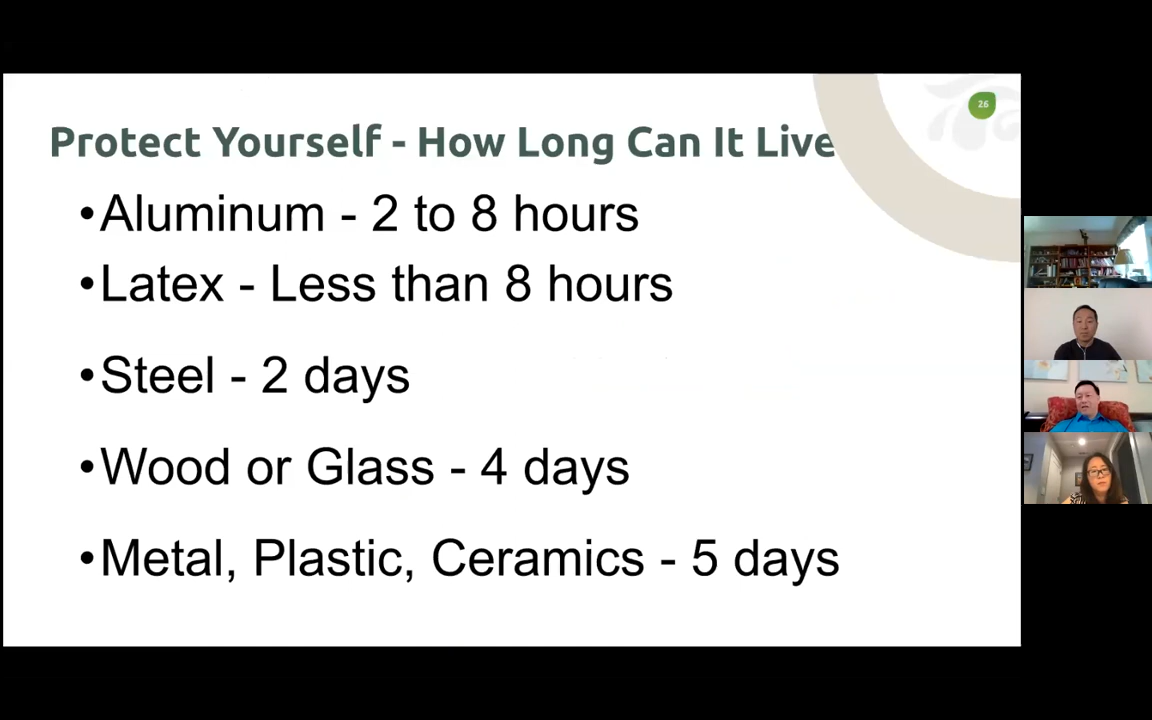 26
Protect Yourself - How Long Can It Live
•Aluminum - 2 to 8 hours
•Latex - Less than 8 hours
•Steel - 2 days
•Wood or Glass - 4 days
•Metal, Plastic, Ceramics - 5 days